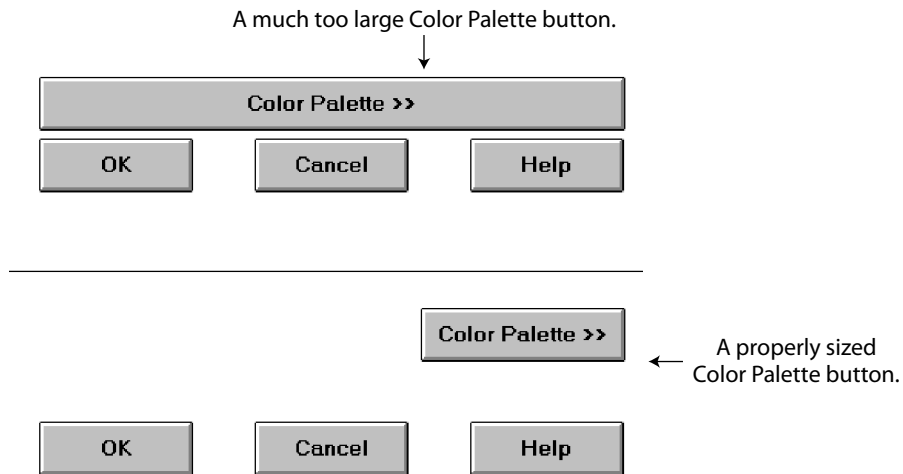 A much too large Color Palette button.
Color Palette >>
OK
Cancel
Help
Color Palette >>
A properly sized
Color Palette button.
OK
Cancel
Help